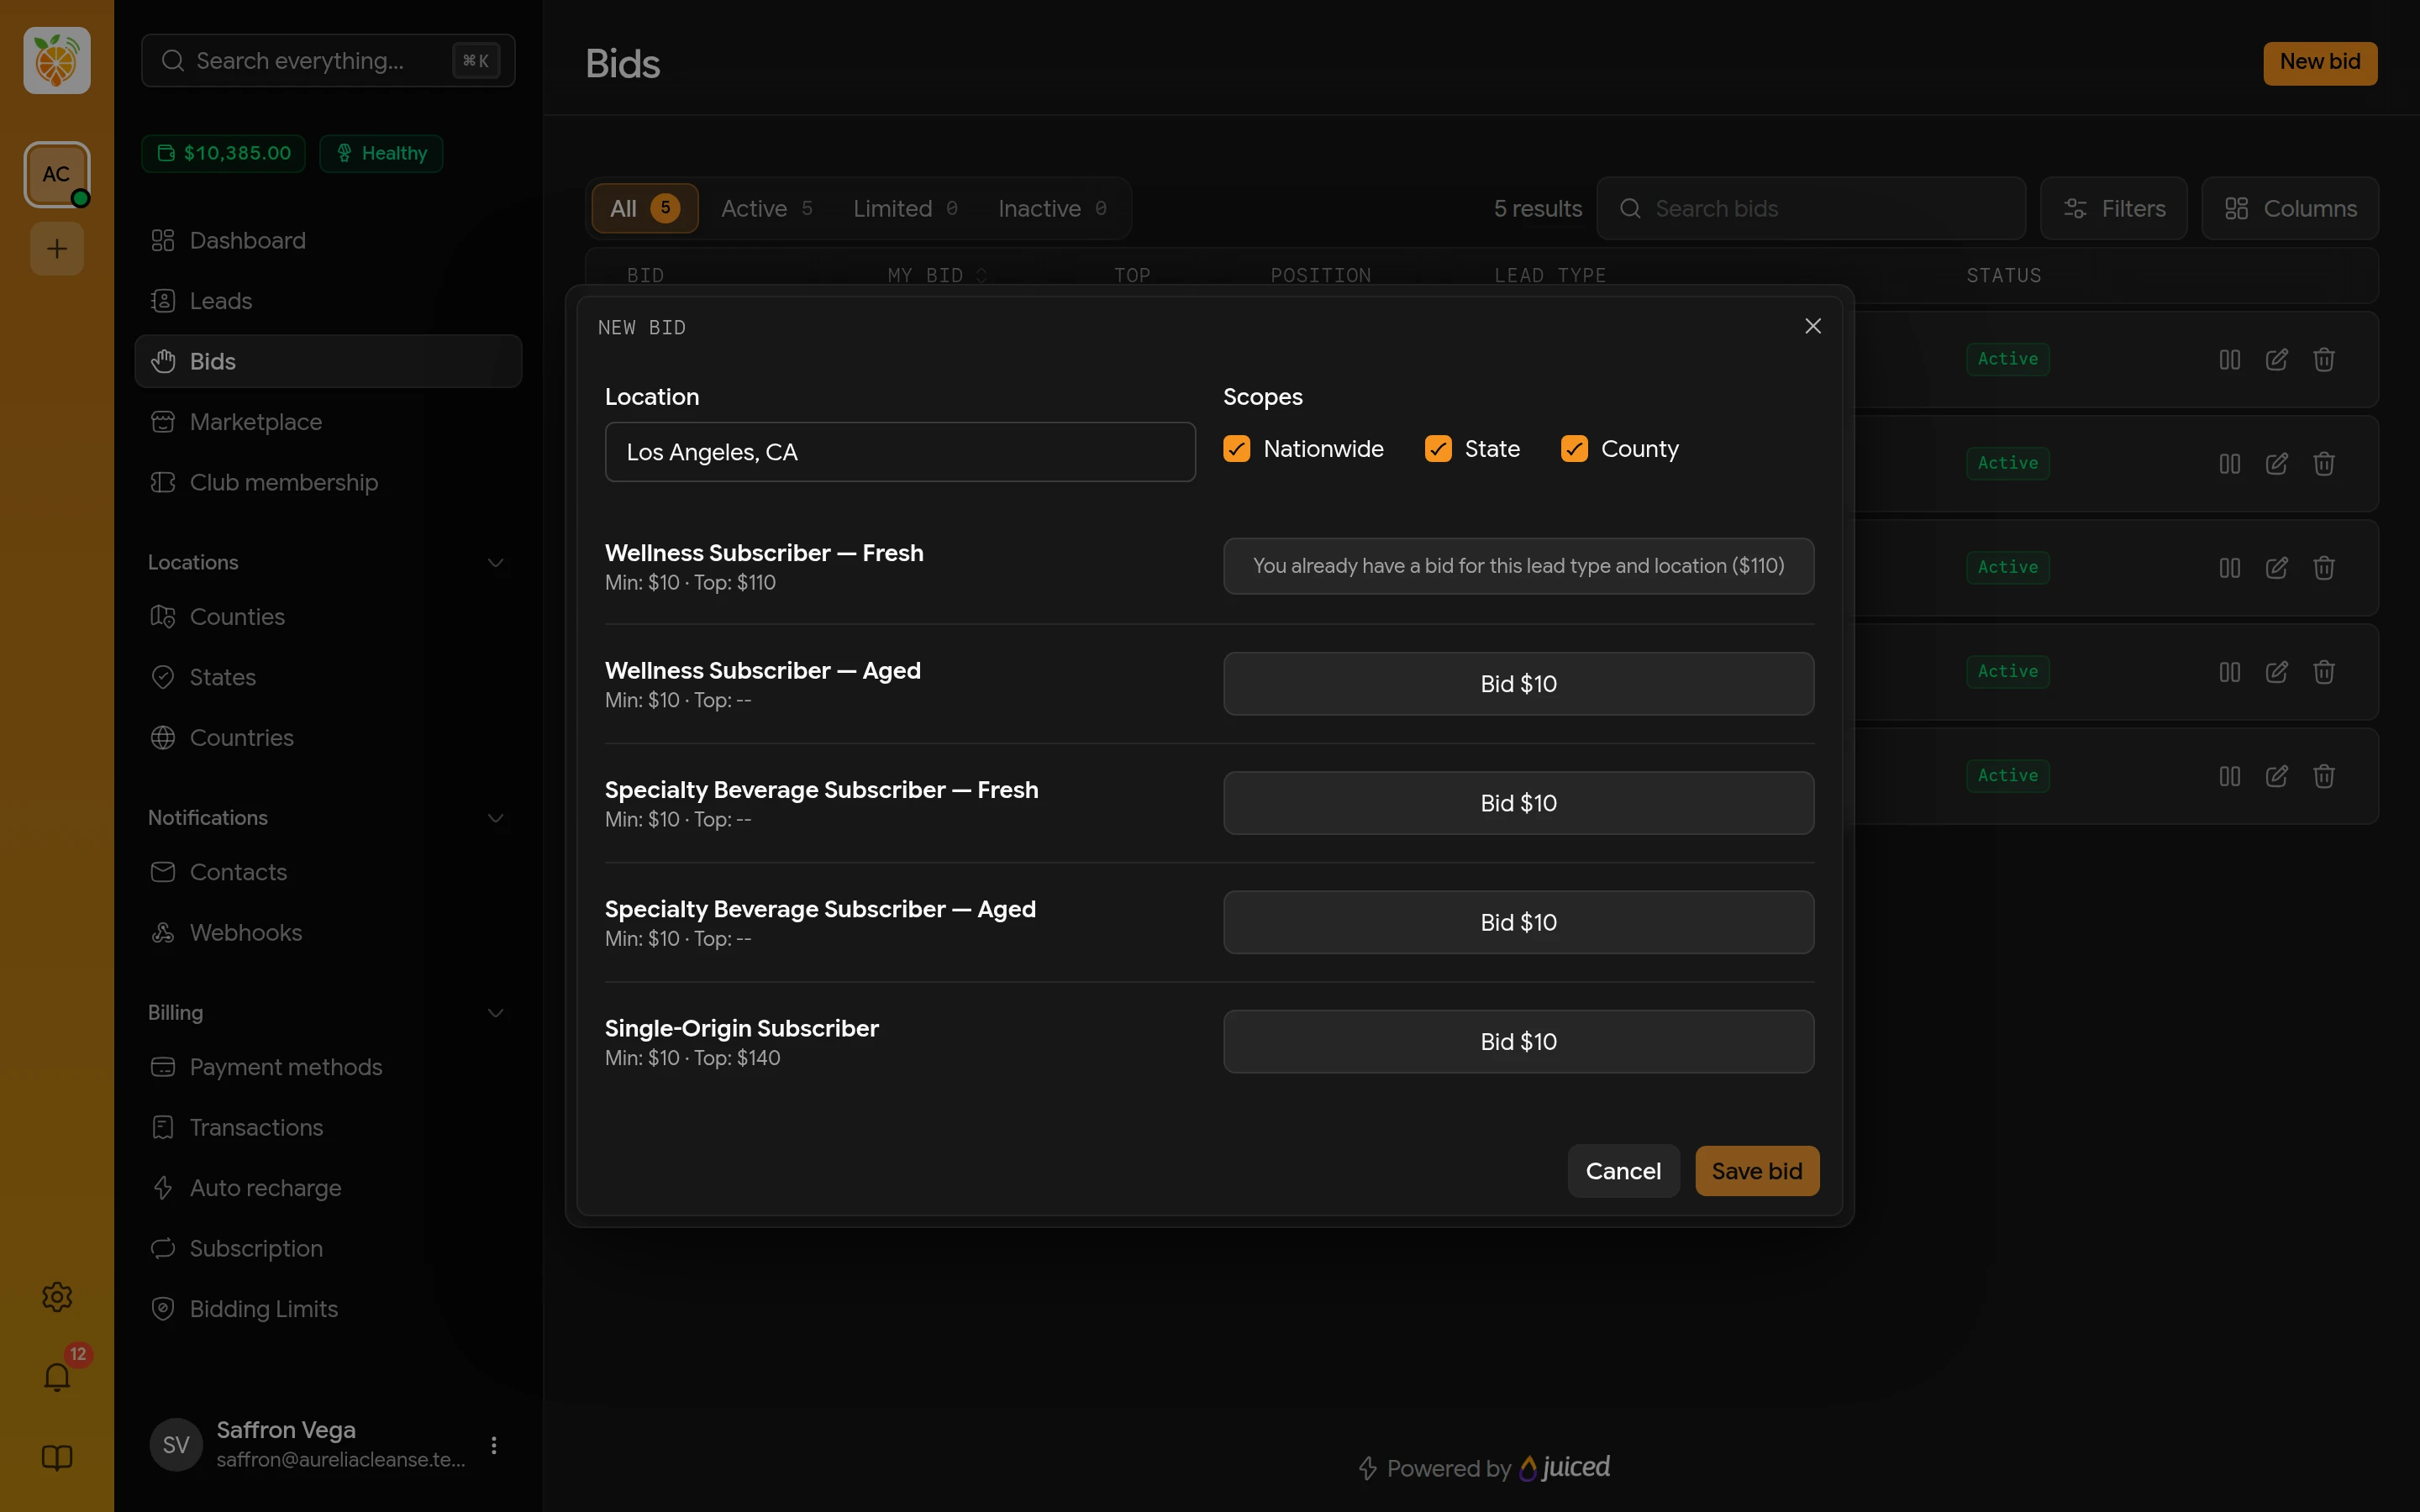 Search everything...
⌘ K
$10,385.00
Healthy
AC
Dashboard
Leads
Bids
Marketplace
Club membership
Locations
Counties
States
Countries
Notifications
Contacts
Webhooks
Billing
Payment methods
Transactions
Auto recharge
Subscription
Bidding Limits
12
SV
Saffron Vega
saffron@aureliacleanse.te...
Bids
New bid
All 5
Active 5
Limited 0
Inactive 0
5 results
Search bids
Filters
Columns
BID MY BID TOP POSITION LEAD TYPE STATUS
Active
Active
Active
Active
Active
NEW BID
Location
Los Angeles, CA
Scopes
Nationwide
State
County
Wellness Subscriber — Fresh
Min: $10 · Top: $110
You already have a bid for this lead type and location ($110)
Wellness Subscriber — Aged
Min: $10 · Top: --
Bid $10
Specialty Beverage Subscriber — Fresh
Min: $10 · Top: --
Bid $10
Specialty Beverage Subscriber — Aged
Min: $10 · Top: --
Bid $10
Single-Origin Subscriber
Min: $10 · Top: $140
Bid $10
Cancel
Save bid
Powered by juiced